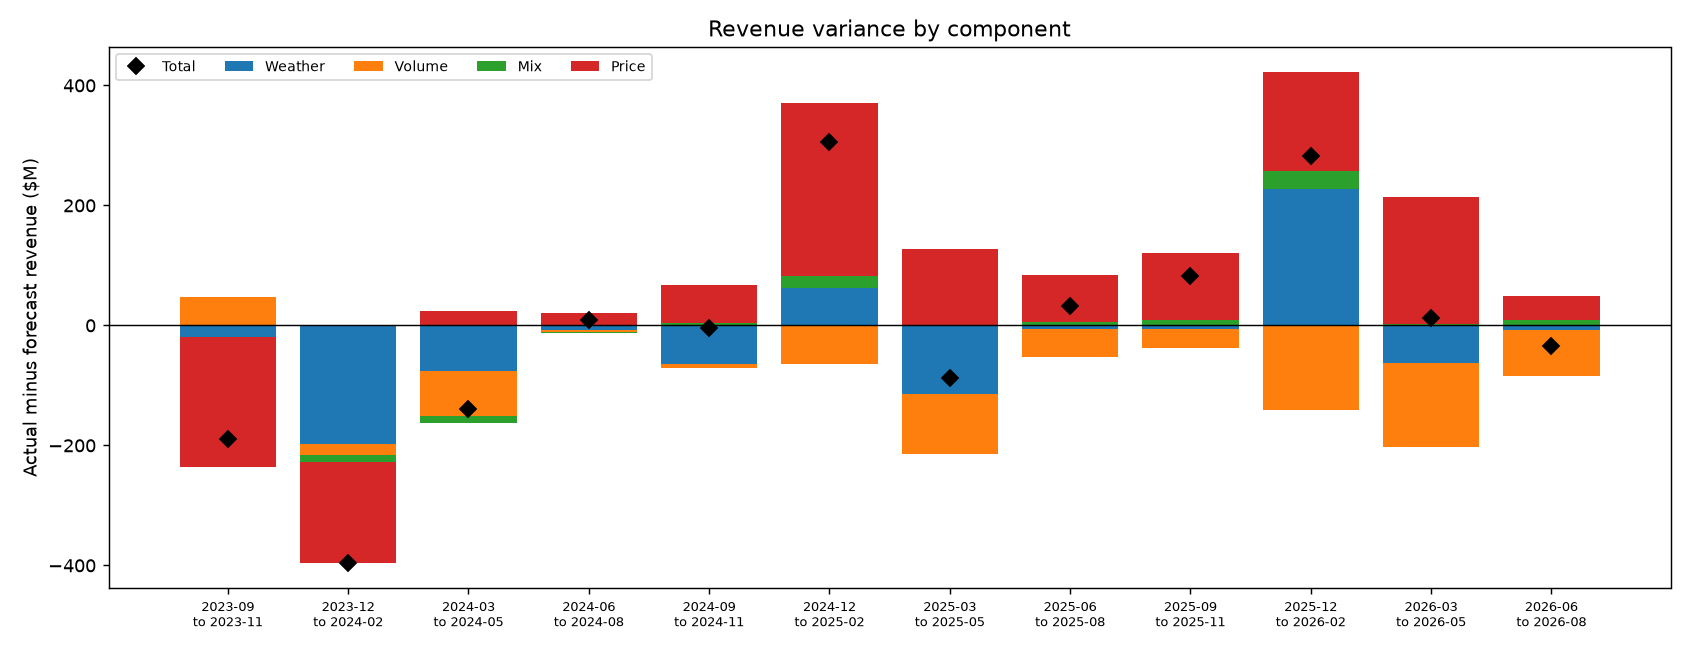 Revenue variance by component
Total Weather Volume Mix Price
Actual minus forecast revenue ($M)
400
200
0
−200
−400
2023-09 2023-12 2024-03 2024-06 2024-09 2024-12 2025-03 2025-06 2025-09 2025-12 2026-03 2026-06
to 2023-11 to 2024-02 to 2024-05 to 2024-08 to 2024-11 to 2025-02 to 2025-05 to 2025-08 to 2025-11 to 2026-02 to 2026-05 to 2026-08